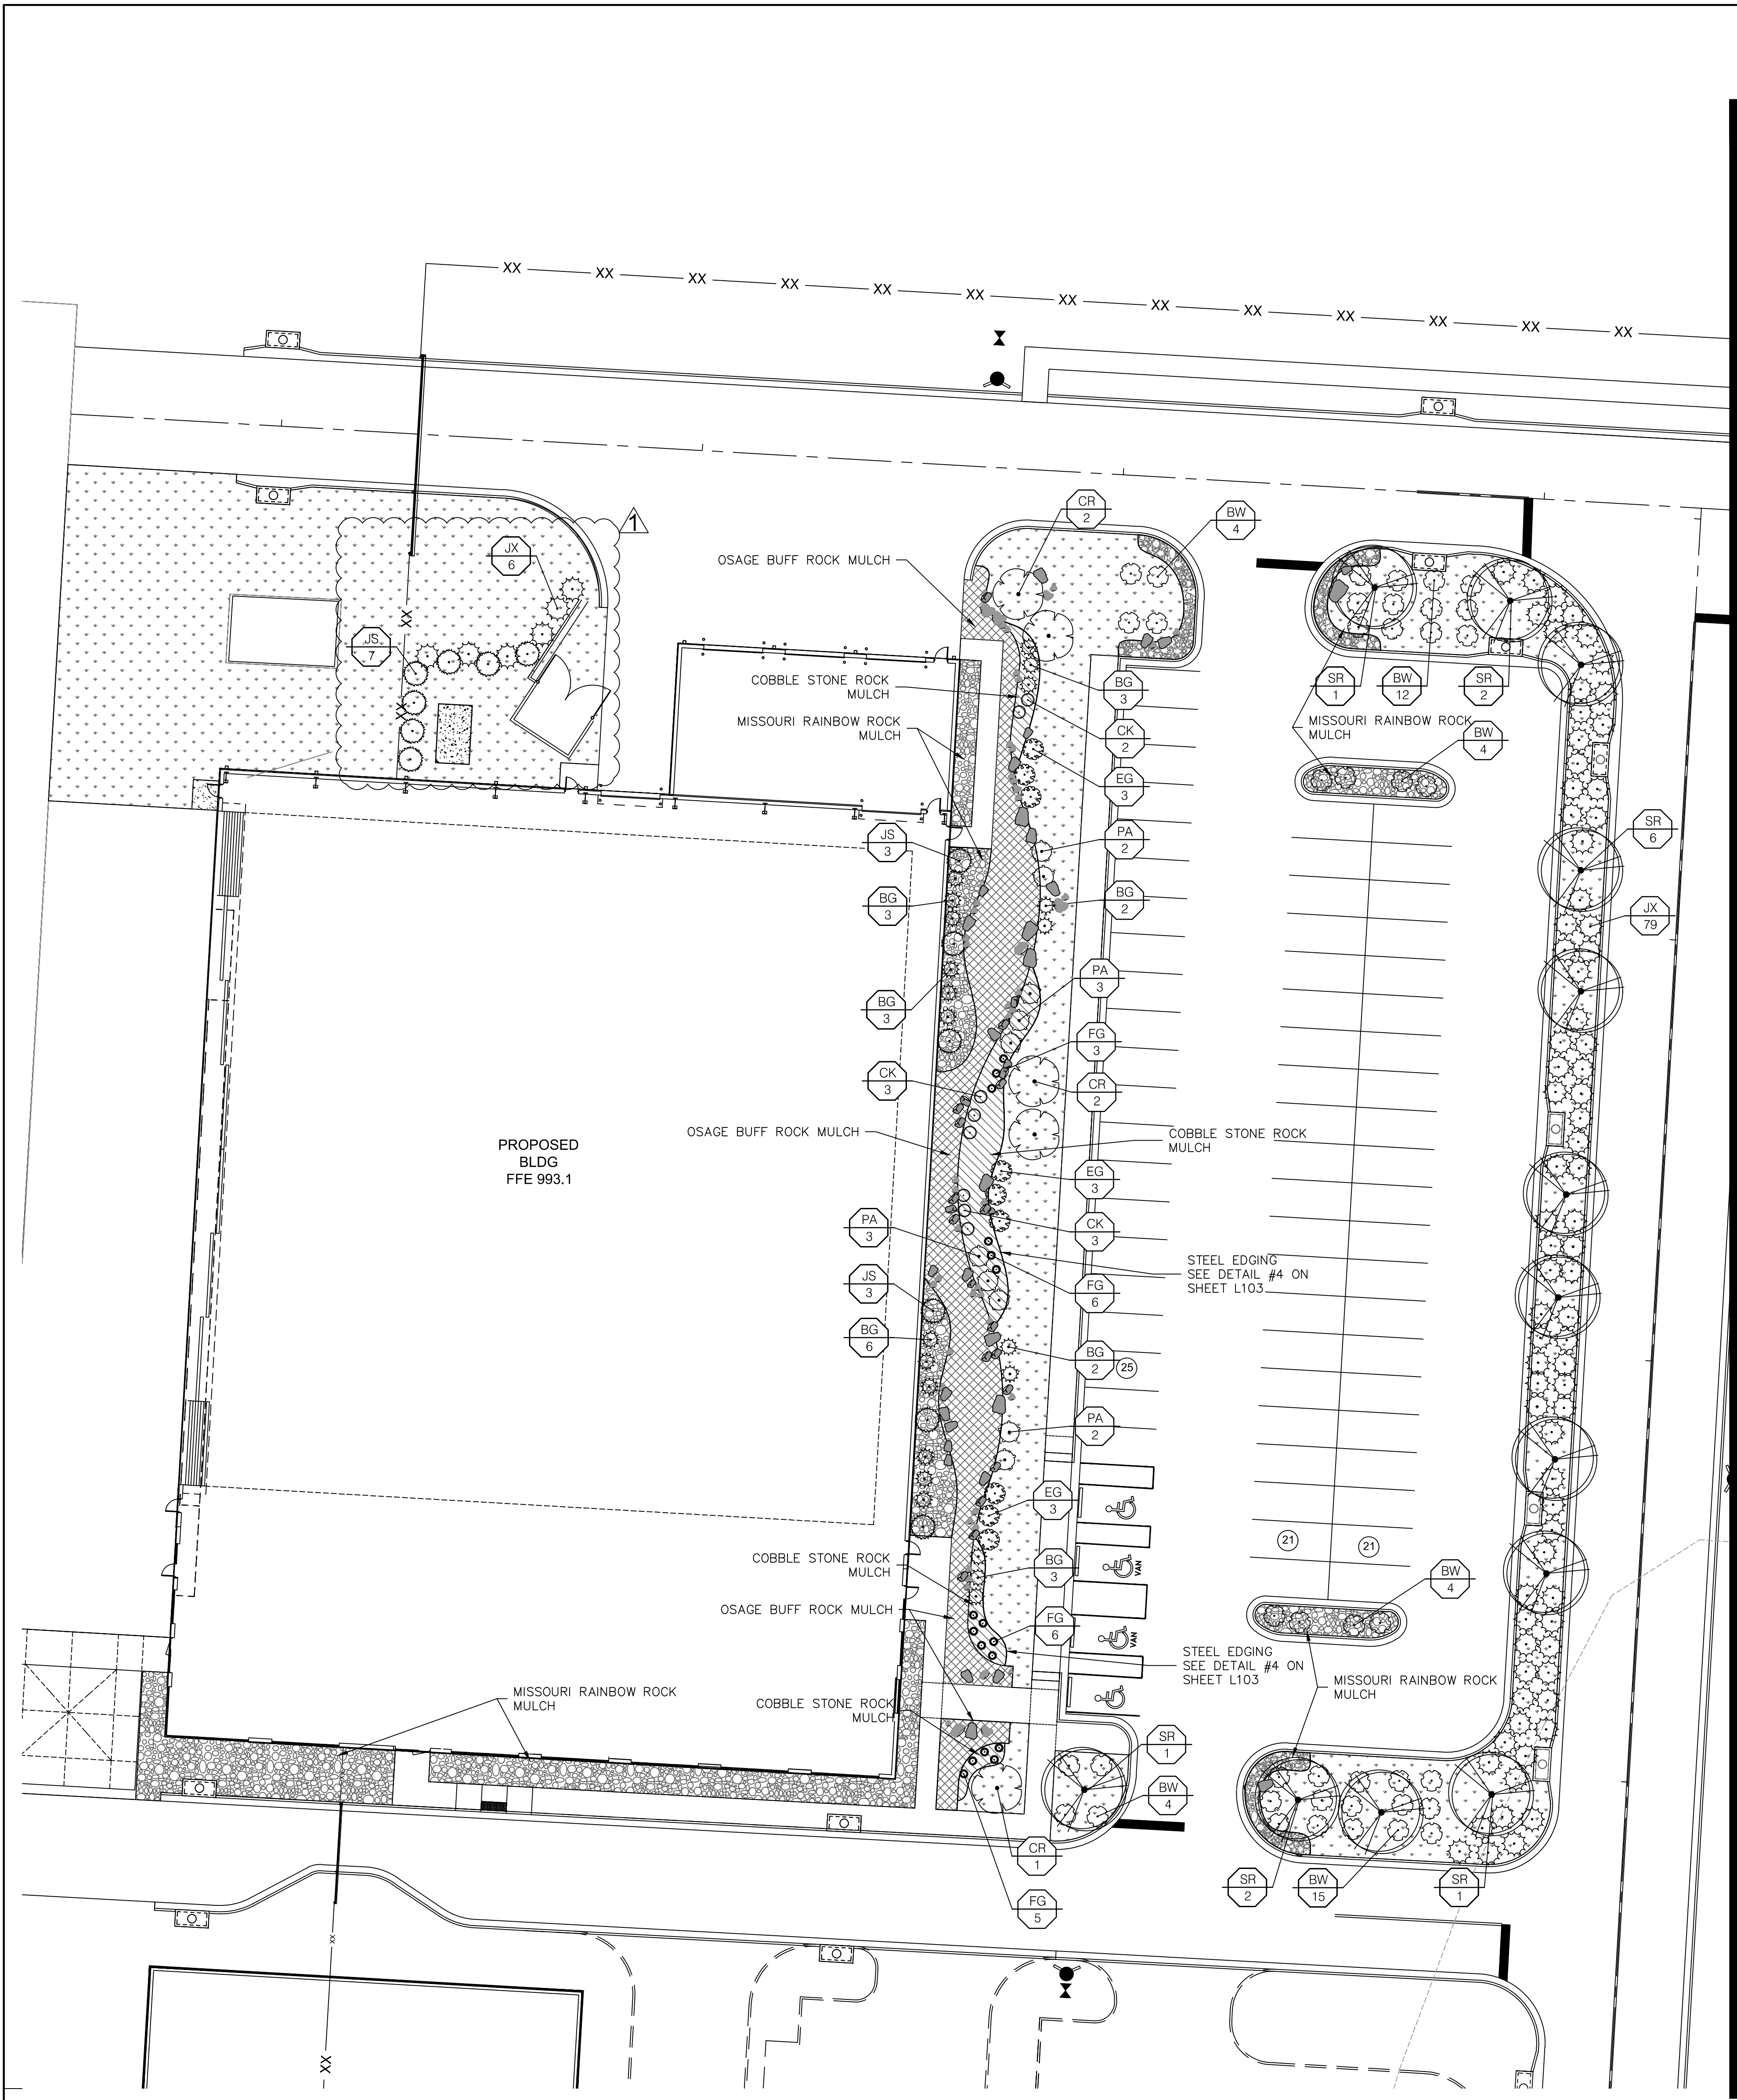 XX
XX
XX
XX
XX
XX
XX
XX
XX
XX
XX
XX
XX
CR
2
BW
4
1
JX
6
OSAGE BUFF ROCK MULCH
XX
JS
7
COBBLE STONE ROCK
MULCH
BG
3
SR
1
BW
12
SR
2
XX
MISSOURI RAINBOW ROCK
MULCH
CK
2
MISSOURI RAINBOW ROCK
MULCH
BW
4
EG
3
JS
3
PA
2
SR
6
BG
3
BG
2
JX
79
PA
3
BG
3
FG
3
CK
3
CR
2
OSAGE BUFF ROCK MULCH
COBBLE STONE ROCK
MULCH
PROPOSED
BLDG
FFE 993.1
EG
3
PA
3
CK
3
STEEL EDGING
SEE DETAIL #4 ON
SHEET L103
JS
3
FG
6
BG
6
BG
2
25
PA
2
EG
3
21
21
COBBLE STONE ROCK
MULCH
BG
3
VAN
BW
4
OSAGE BUFF ROCK MULCH
FG
6
VAN
STEEL EDGING
SEE DETAIL #4 ON
SHEET L103
MISSOURI RAINBOW ROCK
MULCH
MISSOURI RAINBOW ROCK
MULCH
COBBLE STONE ROCK
MULCH
SR
1
BW
4
CR
1
SR
2
BW
15
SR
1
FG
5
XX
XX